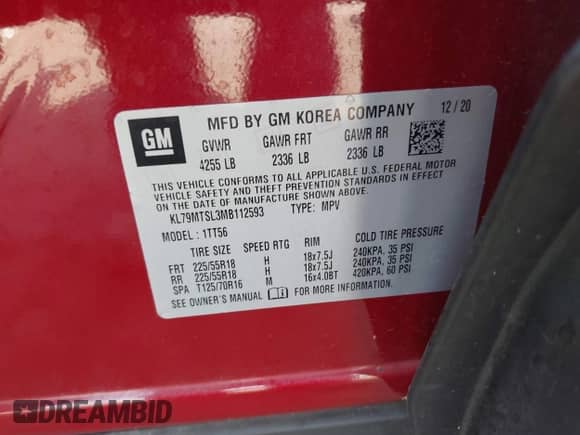 GM
MFD BY GM KOREA COMPANY 12 / 20
GVWR GAWR FRT GAWR RR
4255 LB 2336 LB 2336 LB
THIS VEHICLE CONFORMS TO ALL APPLICABLE U.S. FEDERAL MOTOR
VEHICLE SAFETY AND THEFT PREVENTION STANDARDS IN EFFECT
ON THE DATE OF MANUFACTURE SHOWN ABOVE.
KL79MTSL3MB112593 TYPE: MPV
MODEL: 1TT56
TIRE SIZE SPEED RTG RIM COLD TIRE PRESSURE
FRT 225/55R18 H 18x7.5J 240KPA, 35 PSI
RR 225/55R18 H 18x7.5J 240KPA, 35 PSI
SPA T125/70R16 M 16x4.0BT 420KPA, 60 PSI
SEE OWNER'S MANUAL FOR MORE INFORMATION.
DREAMBID